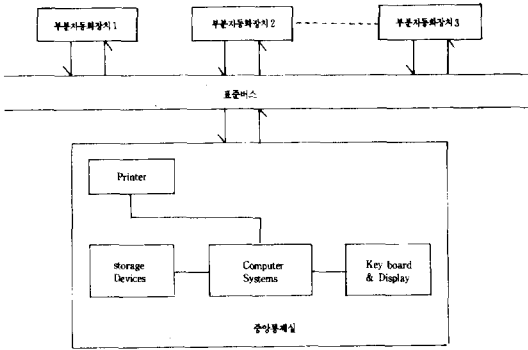 부분자동화장치 1
부분자동화장치 2
부분자동화장치 3
표준버스
Printer
storage
Devices
Computer
Systems
Key board
& Display
중앙통제실